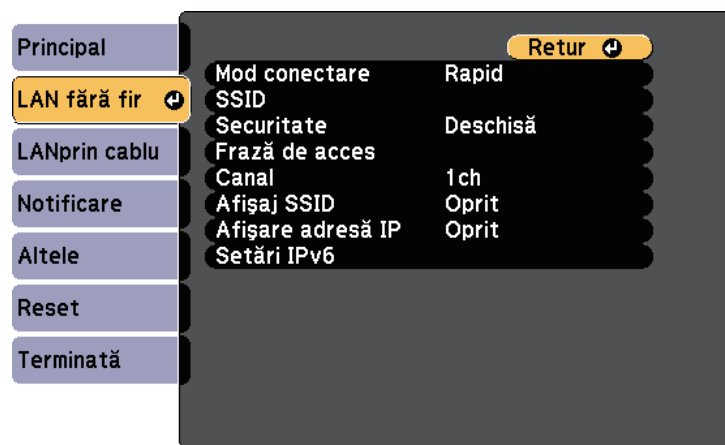 Principal
LAN fără fir
LANprin cablu
Notificare
Altele
Reset
Terminată
Retur
Mod conectare Rapid
SSID
Securitate Deschisă
Frază de acces
Canal 1ch
Afişaj SSID Oprit
Afişare adresă IP Oprit
Setări IPv6